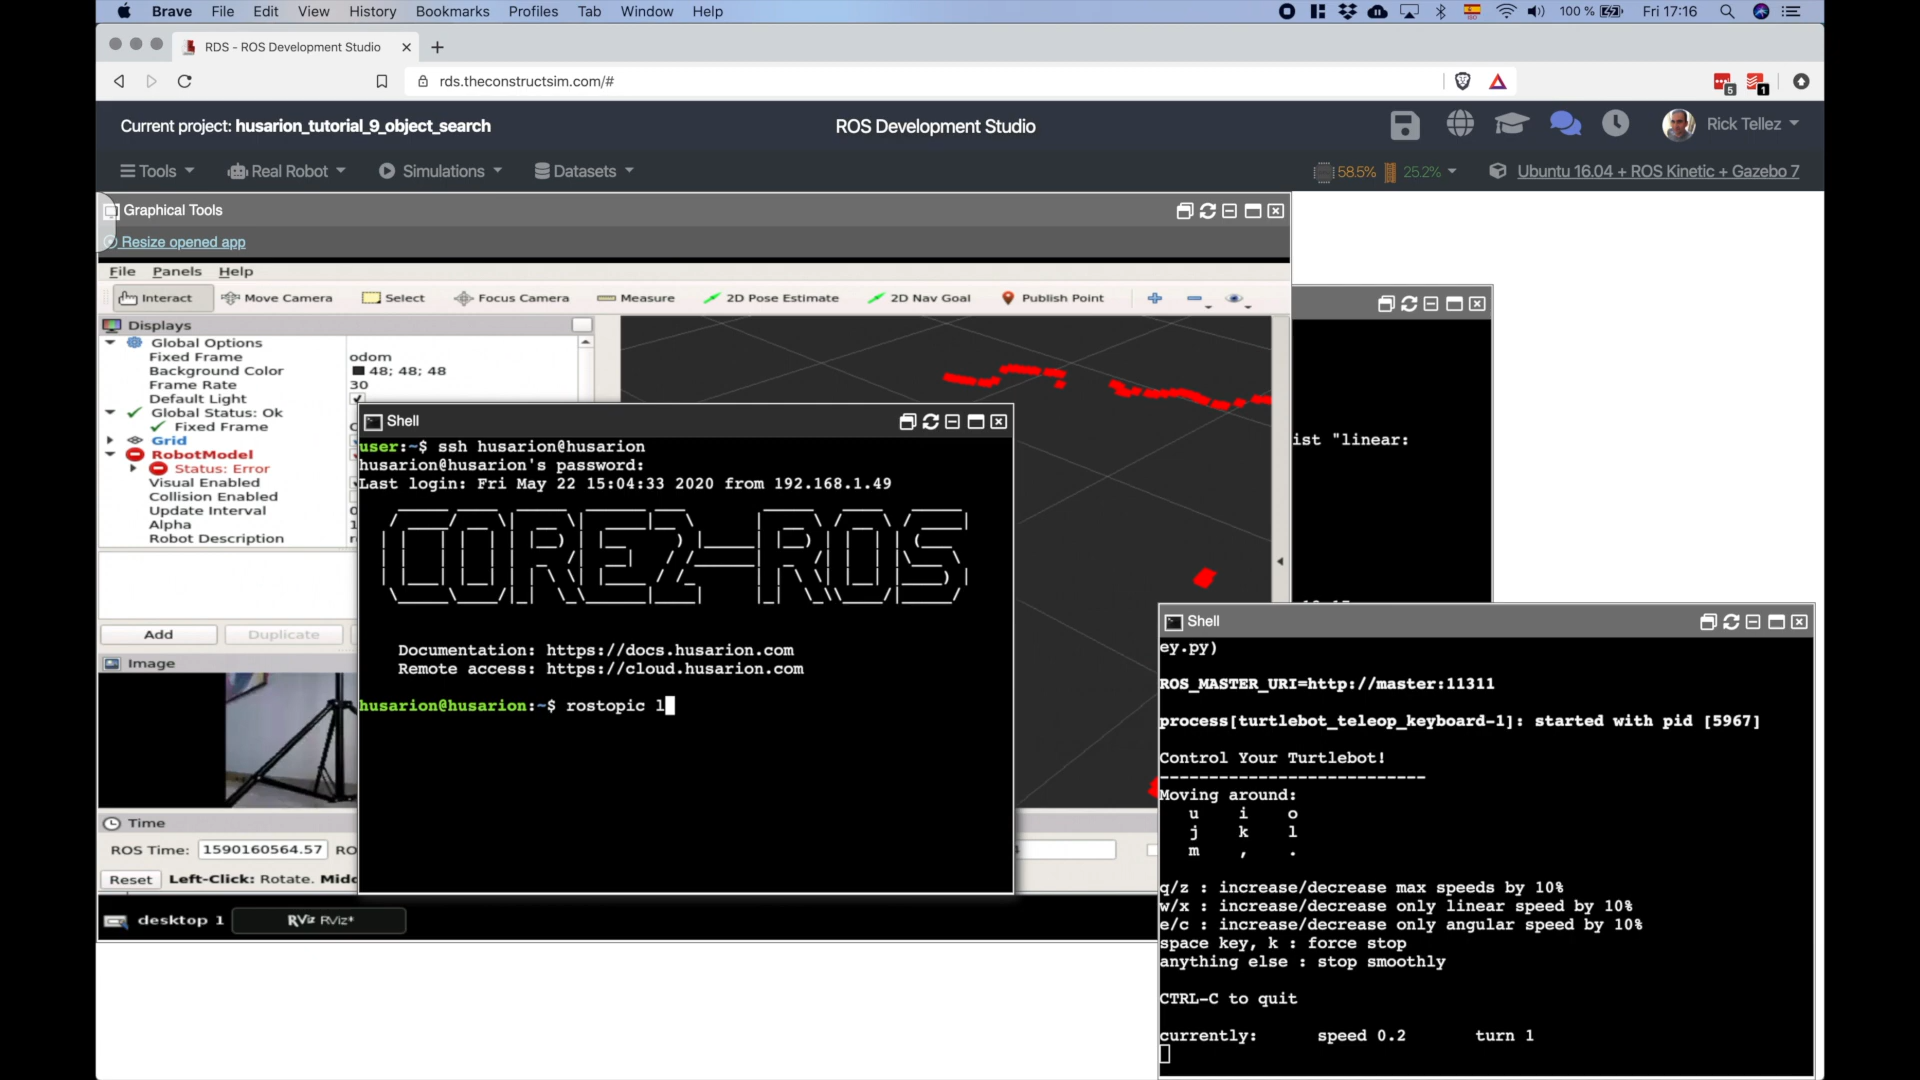 Brave File Edit View History Bookmarks Profiles Tab Window Help 100 % Fri 17:16
RDS - ROS Development Studio
rds.theconstructsim.com/# 5 1
Current project: husarion_tutorial_9_object_search ROS Development Studio Rick Tellez
Tools Real Robot Simulations Datasets 58.5% 25.2% Ubuntu 16.04 + ROS Kinetic + Gazebo 7
Graphical Tools
Resize opened app
File Panels Help
Interact Move Camera Select Focus Camera Measure 2D Pose Estimate 2D Nav Goal Publish Point
Displays
Global Options
Fixed Frame odom
Background Color 48; 48; 48
Frame Rate 30
Default Light
Global Status: Ok
Fixed Frame
Grid
RobotModel
Status: Error
Visual Enabled
Collision Enabled
Update Interval 0
Alpha 1
Robot Description r
Add Duplicate
Image
Time
ROS Time: 1590160564.57 RO
Reset Left-Click: Rotate. Midd
desktop 1 RViz RViz*
Shell
user:~$ ssh husarion@husarion
husarion@husarion's password:
Last login: Fri May 22 15:04:33 2020 from 192.168.1.49
CORE2-ROS
Documentation: https://docs.husarion.com
Remote access: https://cloud.husarion.com
husarion@husarion:~$ rostopic l
ist "linear:
Shell
ey.py)
ROS_MASTER_URI=http://master:11311
process[turtlebot_teleop_keyboard-1]: started with pid [5967]
Control Your Turtlebot!
---------------------------
Moving around:
u i o
j k l
m , .
q/z : increase/decrease max speeds by 10%
w/x : increase/decrease only linear speed by 10%
e/c : increase/decrease only angular speed by 10%
space key, k : force stop
anything else : stop smoothly
CTRL-C to quit
currently: speed 0.2 turn 1